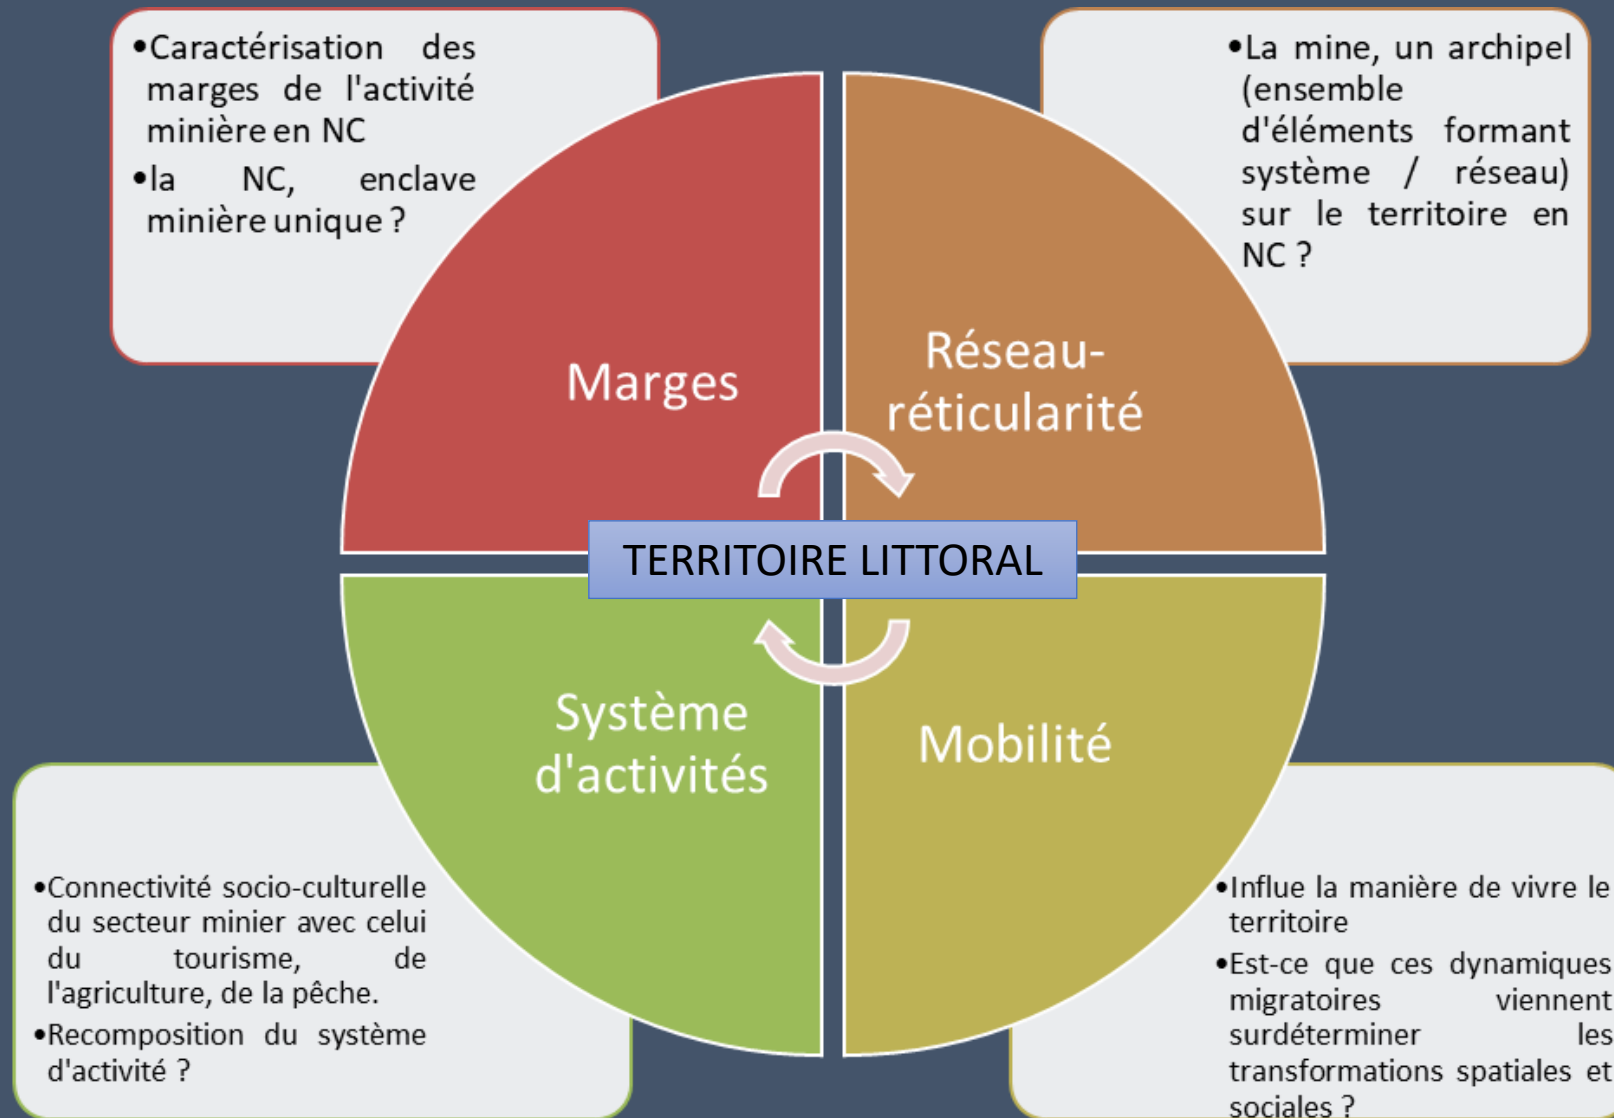 •Caractérisation des
marges de l'activité
minière en NC
•la NC, enclave
minière unique ?
•La mine, un archipel
(ensemble
d'éléments formant
système / réseau)
sur le territoire en
NC ?
Marges
Réseau-
réticularité
TERRITOIRE LITTORAL
Système
d'activités
Mobilité
•Connectivité socio-culturelle
du secteur minier avec celui
du tourisme, de
l'agriculture, de la pêche.
•Recomposition du système
d'activité ?
•Influe la manière de vivre le
territoire
•Est-ce que ces dynamiques
migratoires viennent
surdéterminer les
transformations spatiales et
sociales ?